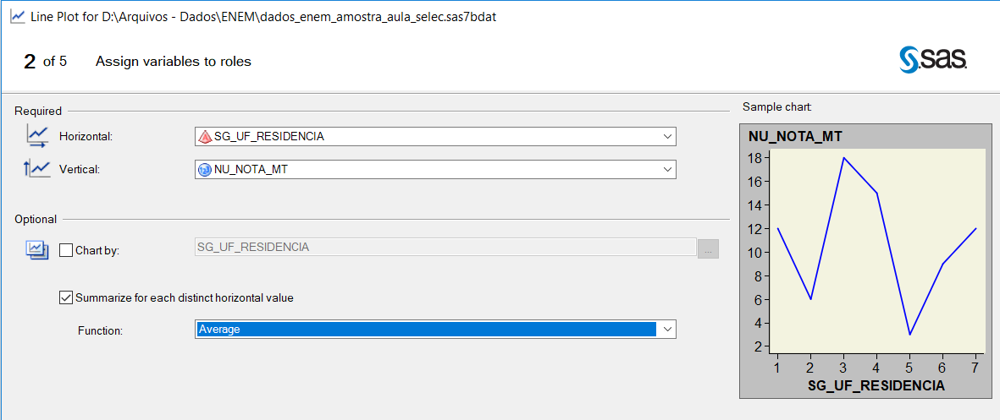 Line Plot for D:\Arquivos - Dados\ENEM\dados_enem_amostra_aula_selec.sas7bdat
2 of 5 Assign variables to roles
sas.
Required
Horizontal: SG_UF_RESIDENCIA
Vertical: 123 NU_NOTA_MT
Optional
Chart by: SG_UF_RESIDENCIA ...
Summarize for each distinct horizontal value
Function: Average
Sample chart:
NU_NOTA_MT
18
16
14
12
10
8
6
4
2
1 2 3 4 5 6 7
SG_UF_RESIDENCIA